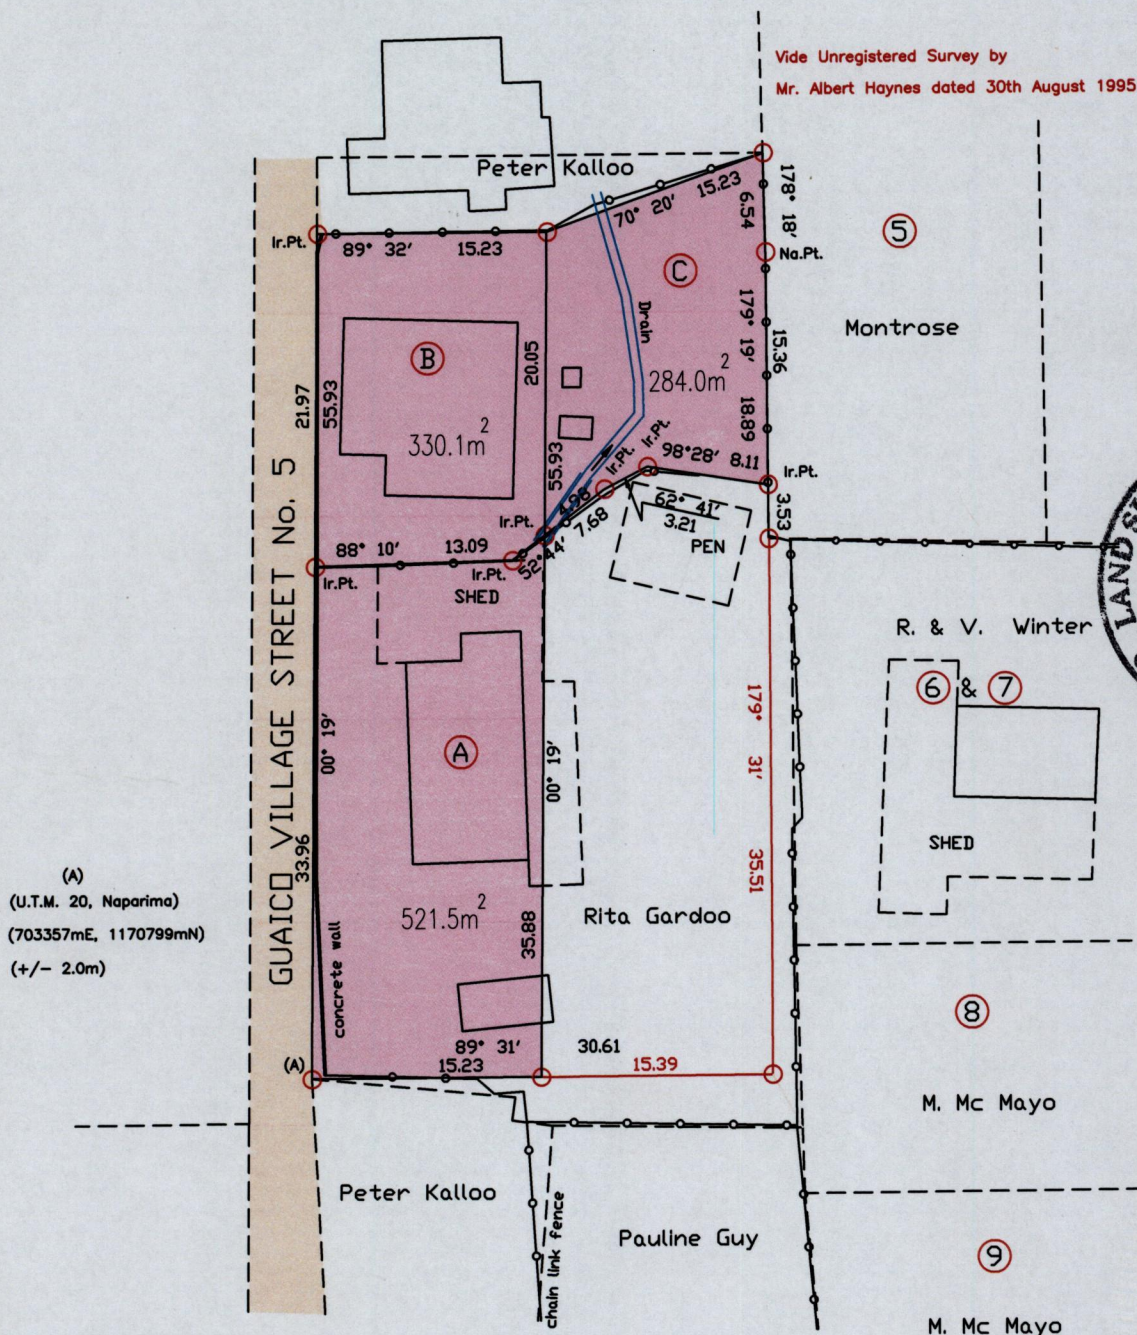 Vide Unregistered Survey by
Mr. Albert Haynes dated 30th August 1995
Peter Kalloo
Ir.Pt.
89° 32′ 15.23
70° 20′ 15.23
6.54
178° 18′
Na.Pt.
5
C
Montrose
B
Drain
284.0m²
179° 19′
15.36
18.89
20.05
330.1m²
21.97
55.93
55.93
Ir.Pt.
Ir.Pt.
98°28′ 8.11
Ir.Pt.
3.53
4.96
7.68
62° 41′
3.21
PEN
Ir.Pt.
52°44′
88° 10′ 13.09
Ir.Pt.
Ir.Pt.
SHED
GUAICO VILLAGE STREET No. 5
LAND
R. & V. Winter
6 & 7
SHED
00° 19′
A
00° 19′
179° 31′ 35.51
33.96
521.5m²
35.88
Rita Gardoo
(A)
(U.T.M. 20, Naparima)
(703357mE, 1170799mN)
(+/- 2.0m)
concrete wall
8
M. Mc Mayo
(A)
89° 31′ 30.61
15.23
15.39
Peter Kalloo
chain link fence
Pauline Guy
9
M. Mc Mayo